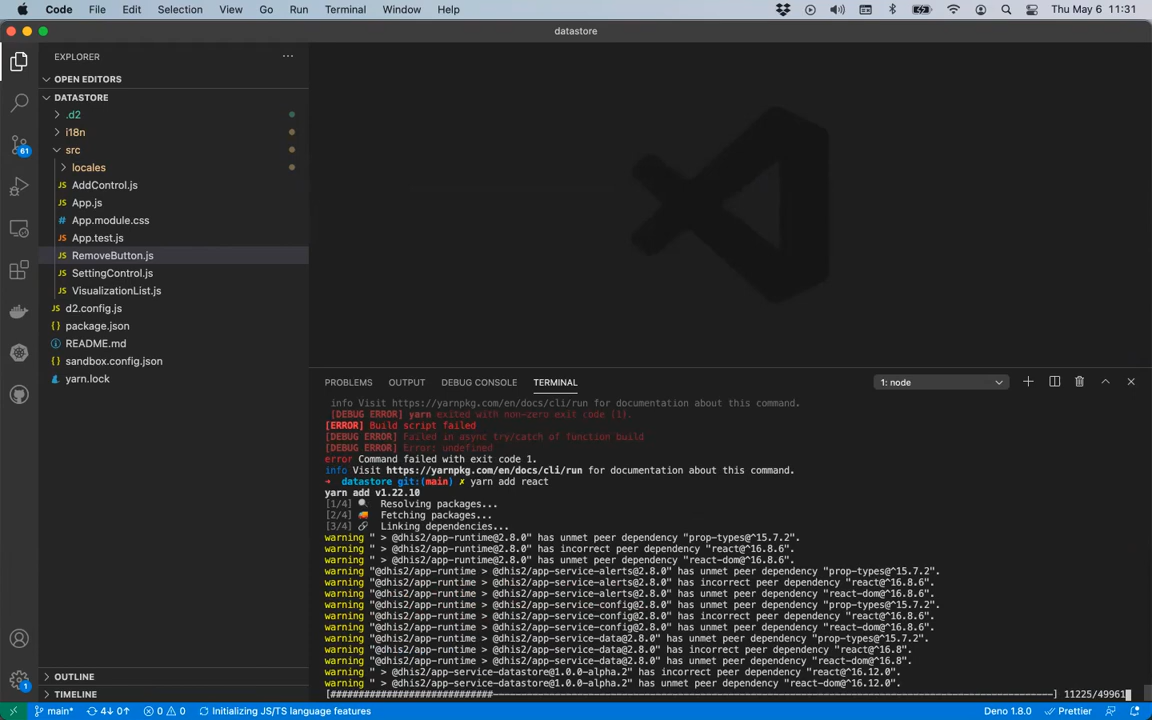 Code File Edit Selection View Go Run Terminal Window Help Thu May 6 11:31
datastore
EXPLORER
OPEN EDITORS
DATASTORE
.d2
i18n
src
locales
JS AddControl.js
JS App.js
# App.module.css
JS App.test.js
JS RemoveButton.js
JS SettingControl.js
JS VisualizationList.js
JS d2.config.js
{} package.json
README.md
{} sandbox.config.json
yarn.lock
OUTLINE
TIMELINE
61
1
PROBLEMS OUTPUT DEBUG CONSOLE TERMINAL 1: node
info Visit https://yarnpkg.com/en/docs/cli/run for documentation about this command.
[DEBUG ERROR] yarn exited with non-zero exit code (1).
[ERROR] Build script failed
[DEBUG ERROR] Failed in async try/catch of function build
[DEBUG ERROR] Error: undefined
error Command failed with exit code 1.
info Visit https://yarnpkg.com/en/docs/cli/run for documentation about this command.
➜ datastore git:(main) ✗ yarn add react
yarn add v1.22.10
[1/4] 🔍 Resolving packages...
[2/4] 🚚 Fetching packages...
[3/4] 🔗 Linking dependencies...
warning " > @dhis2/app-runtime@2.8.0" has unmet peer dependency "prop-types@^15.7.2".
warning " > @dhis2/app-runtime@2.8.0" has incorrect peer dependency "react@^16.8.6".
warning " > @dhis2/app-runtime@2.8.0" has unmet peer dependency "react-dom@^16.8.6".
warning "@dhis2/app-runtime > @dhis2/app-service-alerts@2.8.0" has unmet peer dependency "prop-types@^15.7.2".
warning "@dhis2/app-runtime > @dhis2/app-service-alerts@2.8.0" has incorrect peer dependency "react@^16.8.6".
warning "@dhis2/app-runtime > @dhis2/app-service-alerts@2.8.0" has unmet peer dependency "react-dom@^16.8.6".
warning "@dhis2/app-runtime > @dhis2/app-service-config@2.8.0" has unmet peer dependency "prop-types@^15.7.2".
warning "@dhis2/app-runtime > @dhis2/app-service-config@2.8.0" has incorrect peer dependency "react@^16.8.6".
warning "@dhis2/app-runtime > @dhis2/app-service-config@2.8.0" has unmet peer dependency "react-dom@^16.8.6".
warning "@dhis2/app-runtime > @dhis2/app-service-data@2.8.0" has unmet peer dependency "prop-types@^15.7.2".
warning "@dhis2/app-runtime > @dhis2/app-service-data@2.8.0" has incorrect peer dependency "react@^16.8".
warning "@dhis2/app-runtime > @dhis2/app-service-data@2.8.0" has unmet peer dependency "react-dom@^16.8".
warning " > @dhis2/app-service-datastore@1.0.0-alpha.2" has incorrect peer dependency "react@^16.12.0".
warning " > @dhis2/app-service-datastore@1.0.0-alpha.2" has unmet peer dependency "react-dom@^16.12.0".
[############################--------------------------------------------------------------------------------] 11225/49961
main* 4↓ 0↑ 0 0 Initializing JS/TS language features Deno 1.8.0 Prettier